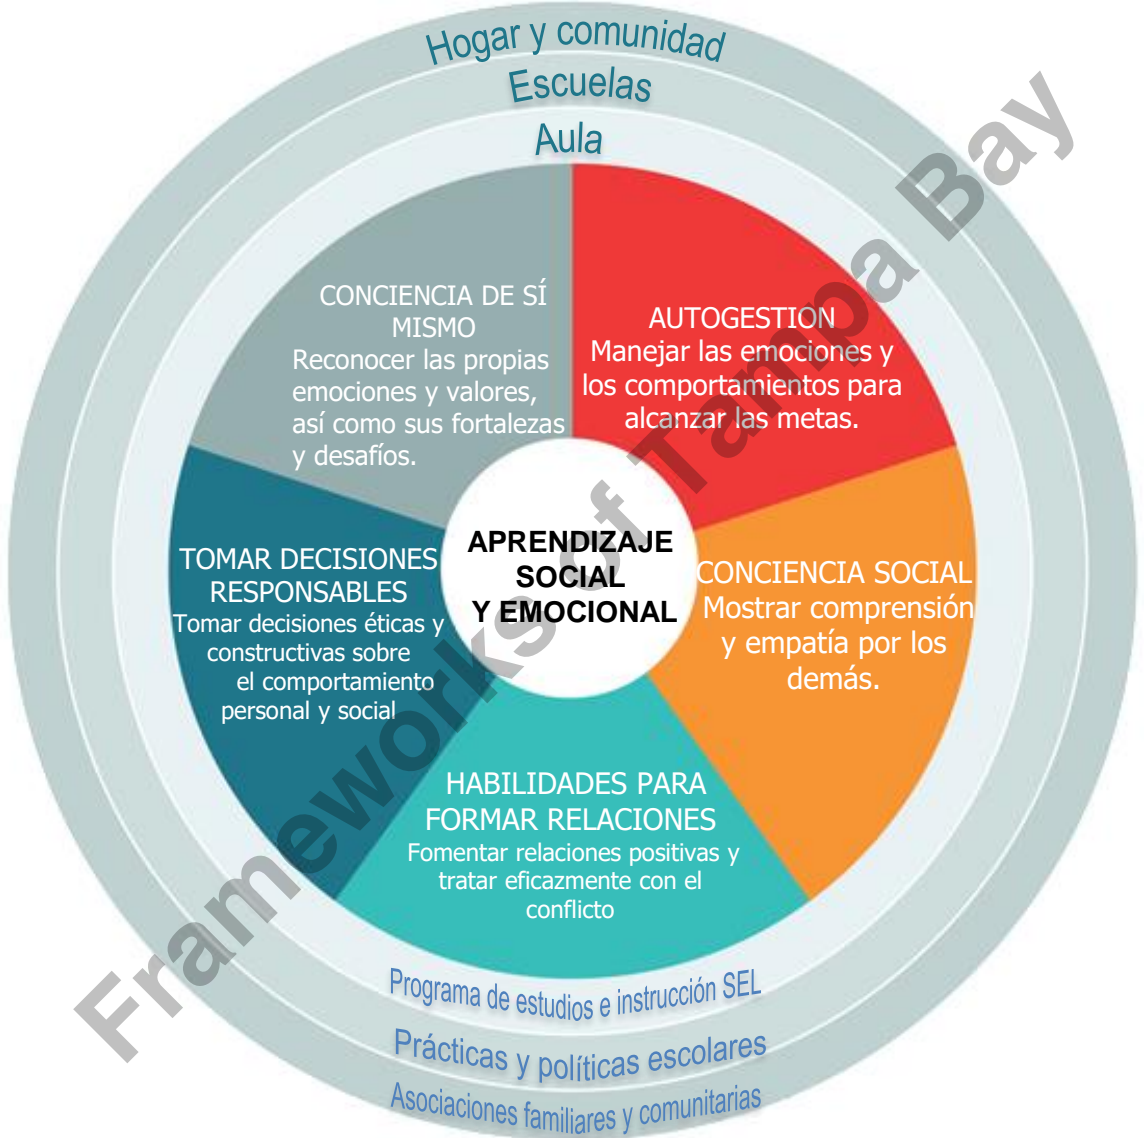 Hogar y comunidad
Escuelas
Aula
CONCIENCIA DE SÍ
MISMO
Reconocer las propias
emociones y valores,
así como sus fortalezas
y desafíos.
AUTOGESTION
Manejar las emociones y
los comportamientos para
alcanzar las metas.
TOMAR DECISIONES
RESPONSABLES
Tomar decisiones éticas y
constructivas sobre
el comportamiento
personal y social
APRENDIZAJE
SOCIAL
Y EMOCIONAL
CONCIENCIA SOCIAL
Mostrar comprensión
y empatía por los
demás.
HABILIDADES PARA
FORMAR RELACIONES
Fomentar relaciones positivas y
tratar eficazmente con el
conflicto
Programa de estudios e instrucción SEL
Prácticas y políticas escolares
Asociaciones familiares y comunitarias
Frameworks of Tampa Bay